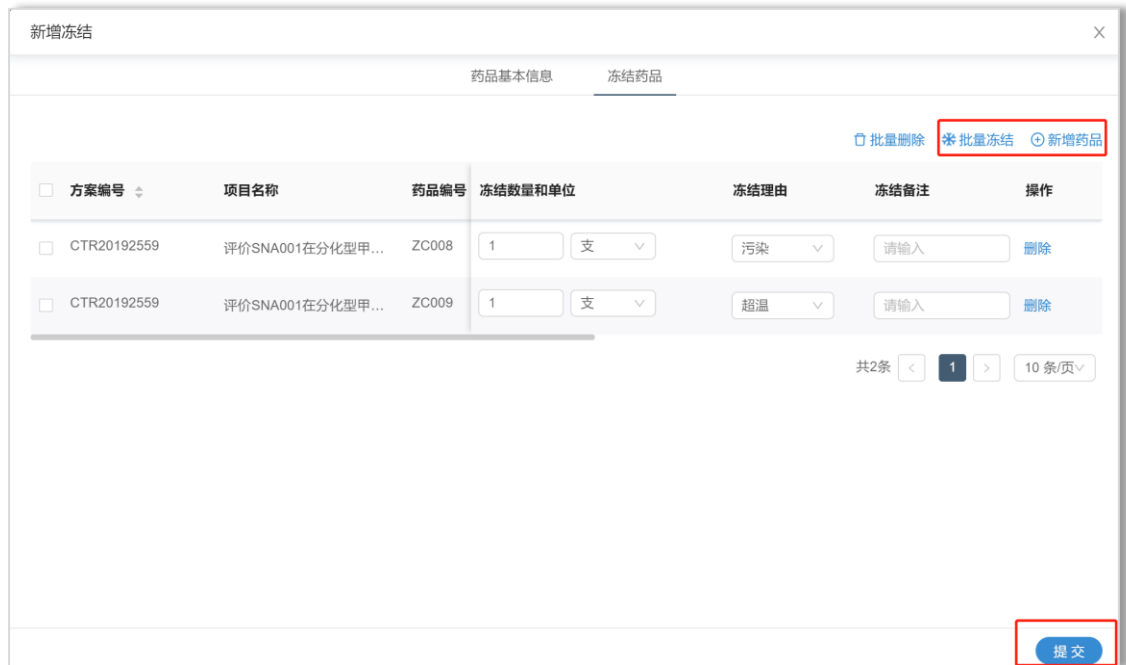 新增冻结
药品基本信息 冻结药品
批量删除 批量冻结 新增药品
方案编号 项目名称 药品编号 冻结数量和单位 冻结理由 冻结备注 操作
CTR20192559 评价SNA001在分化型甲... ZC008 1 支 污染 请输入 删除
CTR20192559 评价SNA001在分化型甲... ZC009 1 支 超温 请输入 删除
共2条 < 1 > 10 条/页
提交